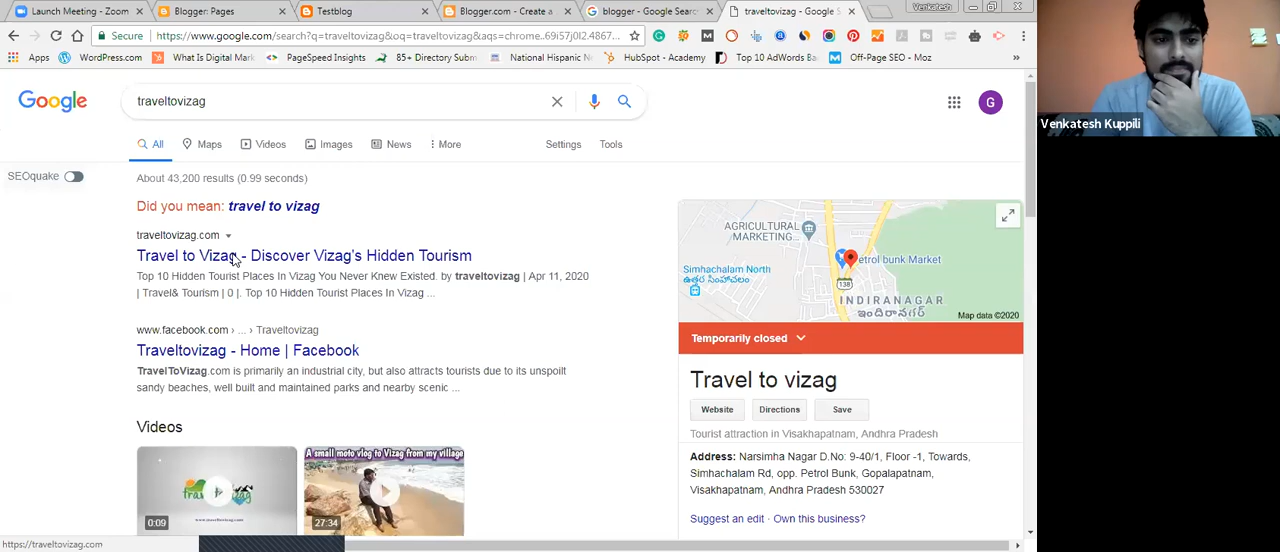 Launch Meeting - Zoom
Blogger: Pages
Testblog
Blogger.com - Create a
blogger - Google Sear
traveltovizag - Google S
Venkatesh
Secure
https://www.google.com/search?q=traveltovizag&oq=traveltovizag&aqs=chrome..69i57j0l2.4867...
Apps
WordPress.com
What Is Digital Mark
PageSpeed Insights
85+ Directory Subm
National Hispanic N
HubSpot - Academy
Top 10 AdWords Ba
Off-Page SEO - Moz
»
Google
traveltovizag
G
All
Maps
Videos
Images
News
More
Settings
Tools
SEOquake
About 43,200 results (0.99 seconds)
Did you mean: travel to vizag
traveltovizag.com
Travel to Vizag - Discover Vizag's Hidden Tourism
Top 10 Hidden Tourist Places In Vizag You Never Knew Existed. by traveltovizag | Apr 11, 2020
| Travel& Tourism | 0 |. Top 10 Hidden Tourist Places In Vizag ...
www.facebook.com › ... › Traveltovizag
Traveltovizag - Home | Facebook
TravelToVizag.com is primarily an industrial city, but also attracts tourists due to its unspoilt
sandy beaches, well built and maintained parks and nearby scenic ...
Videos
0:09
A small moto vlog to Vizag from my village
27:34
https://traveltovizag.com
AGRICULTURAL
MARKETING...
Petrol bunk Market
Simhachalam North
ఉత్తర సింహాచలం
138
INDIRANAGAR
ఇందిరానగర్
Map data ©2020
Temporarily closed
Travel to vizag
Website
Directions
Save
Tourist attraction in Visakhapatnam, Andhra Pradesh
Address: Narsimha Nagar D.No: 9-40/1, Floor -1, Towards,
Simhachalam Rd, opp. Petrol Bunk, Gopalapatnam,
Visakhapatnam, Andhra Pradesh 530027
Suggest an edit · Own this business?
Venkatesh Kuppili